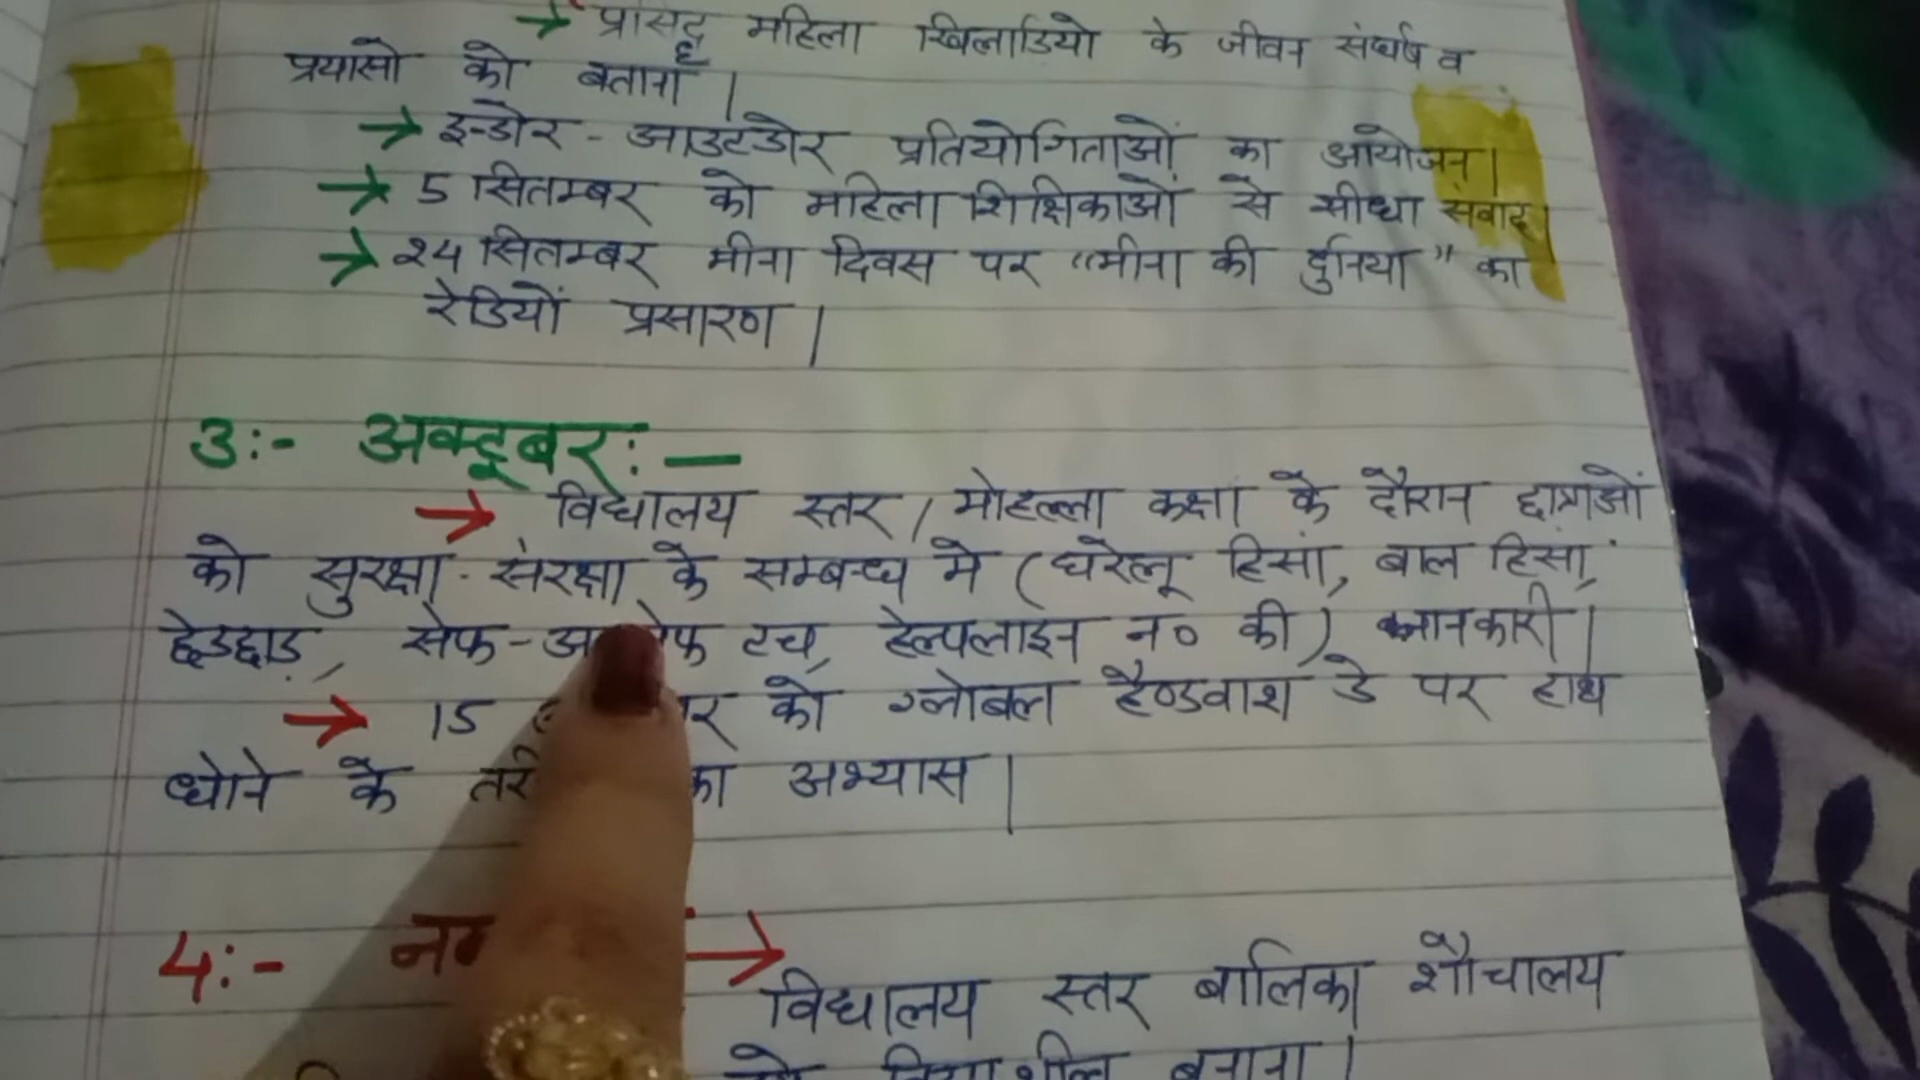 → प्रसिद्ध महिला खिलाडियो के जीवन संघर्ष व
प्रयासो को बताना ।
→ इन्डोर - आउटडोर प्रतियोगिताओं का आयोजन।
→ 5 सितम्बर को महिला शिक्षिकाओं से सीधा संवाद।
→ 24 सितम्बर मीना दिवस पर "मीना की दुनिया" का
रेडियों प्रसारण ।
3:- अक्टूबर: —
→ विद्यालय स्तर / मोहल्ला कक्षा के दौरान छात्राओं
को सुरक्षा - संरक्षा के सम्बन्ध मे (घरेलू हिसां, बाल हिसां,
छेडछाड, सेफ - टच, हेल्पलाइन न० की) जानकारी।
→ 15 को ग्लोबल हैण्डवाश डे पर हाथ
धोने के का अभ्यास ।
4:- →
विद्यालय स्तर बालिका शौचालय
बनाना ।